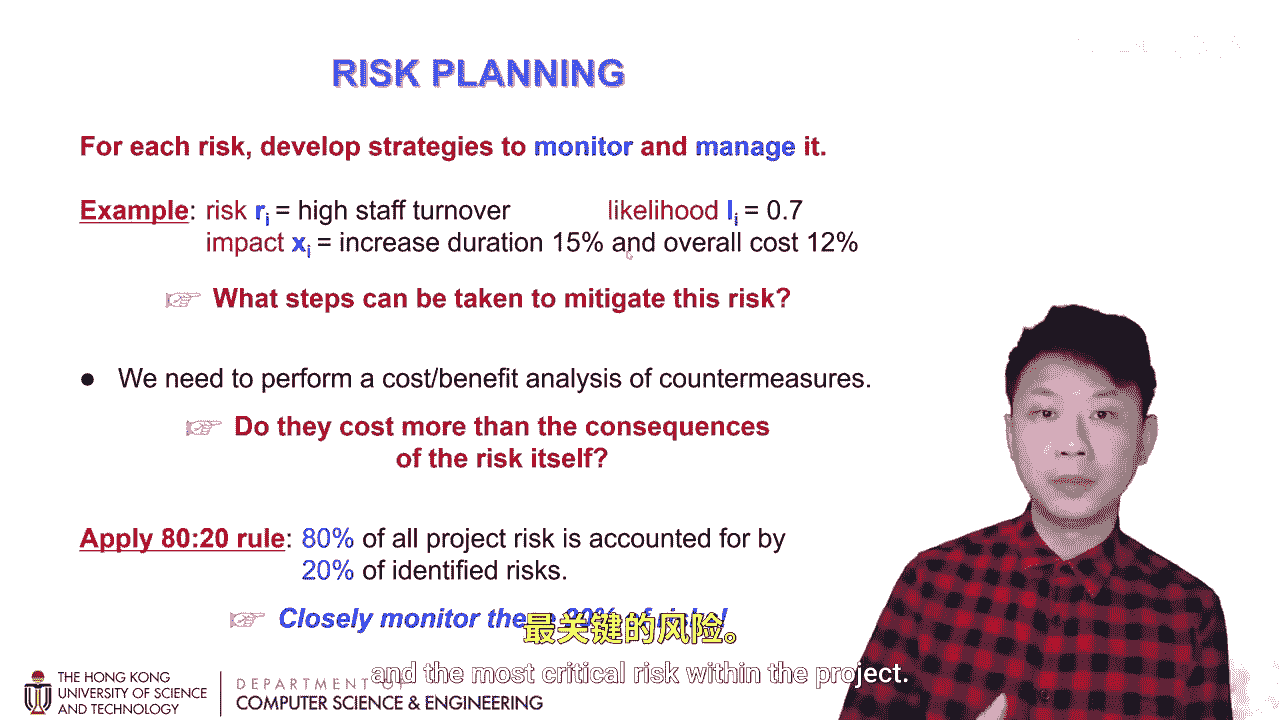 RISK PLANNING
For each risk, develop strategies to monitor and manage it.
Example: risk ri = high staff turnover likelihood li = 0.7
impact xi = increase duration 15% and overall cost 12%
☞ What steps can be taken to mitigate this risk?
● We need to perform a cost/benefit analysis of countermeasures.
☞ Do they cost more than the consequences
of the risk itself?
Apply 80:20 rule: 80% of all project risk is accounted for by
20% of identified risks.
☞ Closely monitor these 20% of risks!
最关键的风险。
and the most critical risk within the project.
THE HONG KONG
UNIVERSITY OF SCIENCE
AND TECHNOLOGY
DEPARTMENT OF
COMPUTER SCIENCE & ENGINEERING